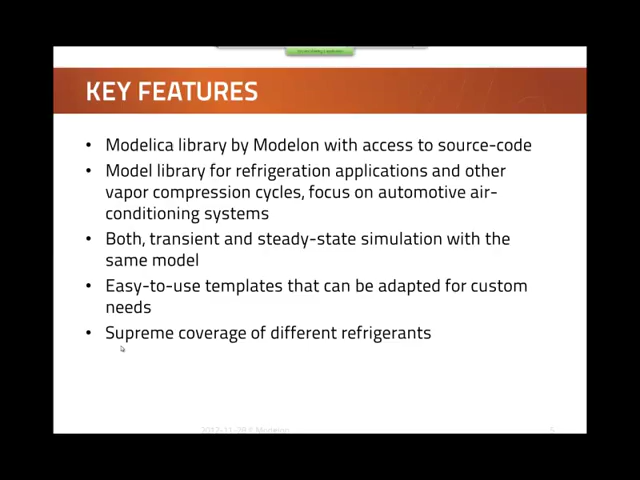 KEY FEATURES
• Modelica library by Modelon with access to source-code
• Model library for refrigeration applications and other
vapor compression cycles, focus on automotive air-
conditioning systems
• Both, transient and steady-state simulation with the
same model
• Easy-to-use templates that can be adapted for custom
needs
• Supreme coverage of different refrigerants
Modelon
5